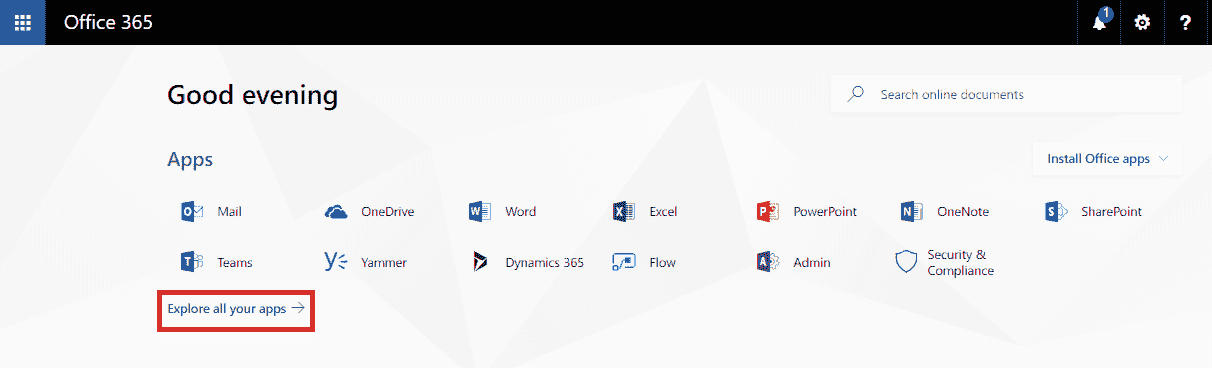 Office 365
1
?
Good evening
Search online documents
Apps
Install Office apps
Mail
OneDrive
Word
Excel
PowerPoint
OneNote
SharePoint
Teams
Yammer
Dynamics 365
Flow
Admin
Security &
Compliance
Explore all your apps →